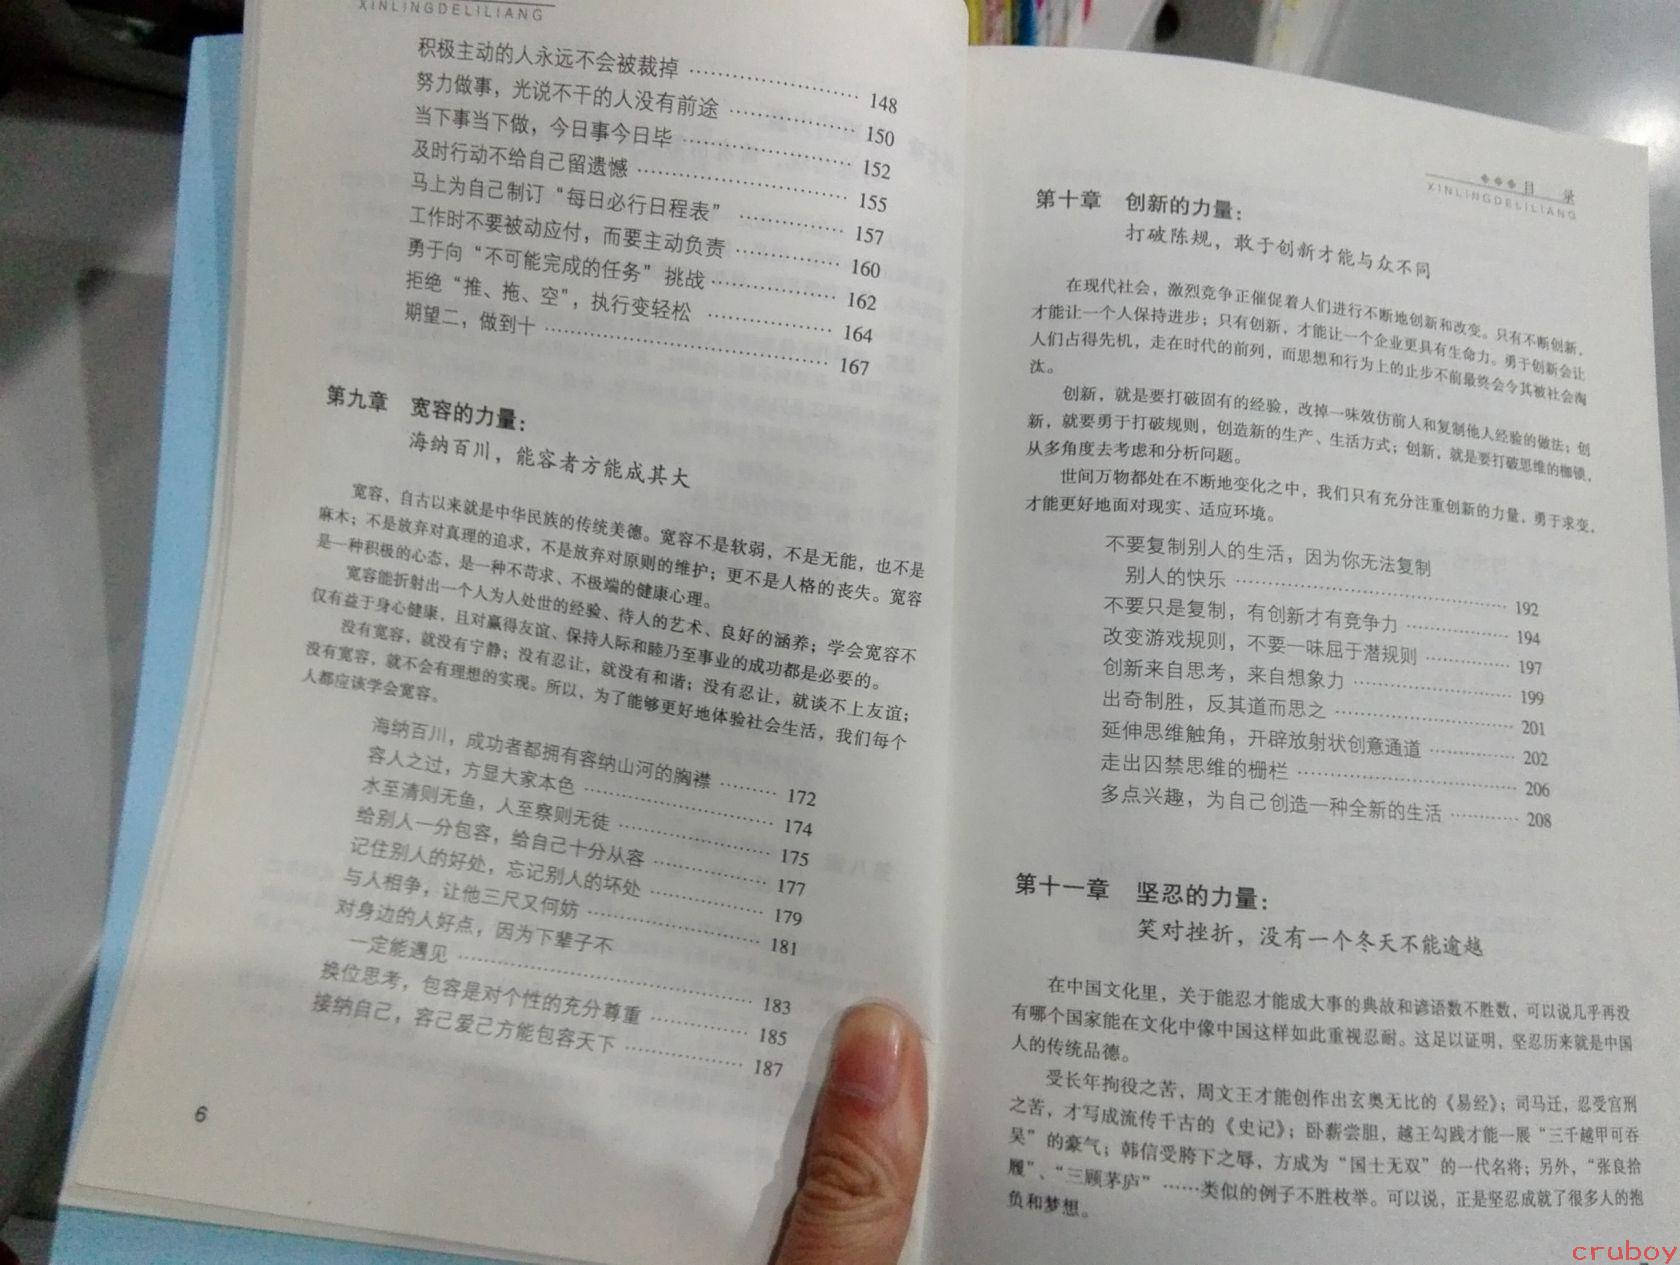 XINLINGDELILIANG
积极主动的人永远不会被裁掉 …………………… 148
努力做事，光说不干的人没有前途 ……………… 150
当下事当下做，今日事今日毕 …………………… 152
及时行动不给自己留遗憾 ………………………… 155
马上为自己制订“每日必行日程表” …………… 157
工作时不要被动应付，而要主动负责 …………… 160
勇于向“不可能完成的任务”挑战 ……………… 162
拒绝“推、拖、空”，执行变轻松 ……………… 164
期望二，做到十 …………………………………… 167
第九章 宽容的力量：
海纳百川，能容者方能成其大
宽容，自古以来就是中华民族的传统美德。宽容不是软弱，不是无能，也不是
麻木；不是放弃对真理的追求，不是放弃对原则的维护；更不是人格的丧失。宽容
是一种积极的心态，是一种不苛求、不极端的健康心理。
宽容能折射出一个人为人处世的经验、待人的艺术、良好的涵养；学会宽容不
仅有益于身心健康，且对赢得友谊、保持人际和睦乃至事业的成功都是必要的。
没有宽容，就没有宁静；没有忍让，就没有和谐；没有忍让，就谈不上友谊；
没有宽容，就不会有理想的实现。所以，为了能够更好地体验社会生活，我们每个
人都应该学会宽容。
海纳百川，成功者都拥有容纳山河的胸襟 ……… 172
容人之过，方显大家本色 ………………………… 174
水至清则无鱼，人至察则无徒 …………………… 175
给别人一分包容，给自己十分从容 ……………… 177
记住别人的好处，忘记别人的坏处 ……………… 179
与人相争，让他三尺又何妨 ……………………… 181
对身边的人好点，因为下辈子不
一定能遇见 ………………………………………… 183
换位思考，包容是对个性的充分尊重 …………… 185
接纳自己，容己爱己方能包容天下 ……………… 187
6
◆◆◆目 录
XINLINGDELILIANG
第十章 创新的力量：
打破陈规，敢于创新才能与众不同
在现代社会，激烈竞争正催促着人们进行不断地创新和改变。只有不断创新，
才能让一个人保持进步；只有创新，才能让一个企业更具有生命力。勇于创新会让
人们占得先机，走在时代的前列，而思想和行为上的止步不前最终会令其被社会淘
汰。
创新，就是要打破固有的经验，改掉一味效仿前人和复制他人经验的做法；创
新，就要勇于打破规则，创造新的生产、生活方式；创新，就是要打破思维的枷锁，
从多角度去考虑和分析问题。
世间万物都处在不断地变化之中，我们只有充分注重创新的力量，勇于求变，
才能更好地面对现实、适应环境。
不要复制别人的生活，因为你无法复制
别人的快乐 ………………………………………… 192
不要只是复制，有创新才有竞争力 ……………… 194
改变游戏规则，不要一味屈于潜规则 …………… 197
创新来自思考，来自想象力 ……………………… 199
出奇制胜，反其道而思之 ………………………… 201
延伸思维触角，开辟放射状创意通道 …………… 202
走出囚禁思维的栅栏 ……………………………… 206
多点兴趣，为自己创造一种全新的生活 ………… 208
第十一章 坚忍的力量：
笑对挫折，没有一个冬天不能逾越
在中国文化里，关于能忍才能成大事的典故和谚语数不胜数，可以说几乎再没
有哪个国家能在文化中像中国这样如此重视忍耐。这足以证明，坚忍历来就是中国
人的传统品德。
受长年拘役之苦，周文王才能创作出玄奥无比的《易经》；司马迁，忍受宫刑
之苦，才写成流传千古的《史记》；卧薪尝胆，越王勾践才能一展“三千越甲可吞
吴”的豪气；韩信受胯下之辱，方成为“国士无双”的一代名将；另外，“张良拾
履”、“三顾茅庐”……类似的例子不胜枚举。可以说，正是坚忍成就了很多人的抱
负和梦想。
cruboy